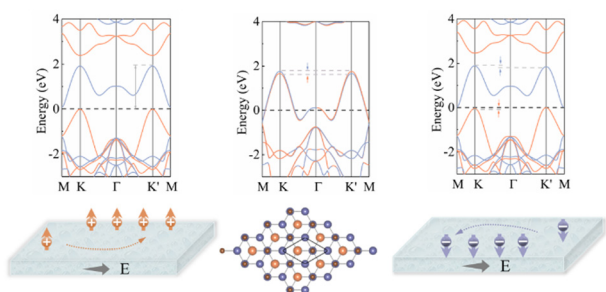 4
2
0
-2
Energy (eV)
M K Γ K' M
4
2
0
-2
Energy (eV)
M K Γ K' M
4
2
0
-2
Energy (eV)
M K Γ K' M
+ + + + +
E
− − − − −
E